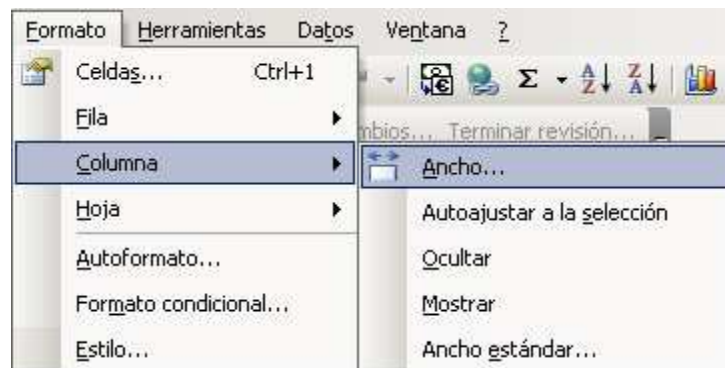 Formato Herramientas Datos Ventana ?
Celdas... Ctrl+1
Fila
mbios... Terminar revisión...
Columna
Ancho...
Hoja
Autoajustar a la selección
Autoformato...
Ocultar
Formato condicional...
Mostrar
Estilo...
Ancho estándar...